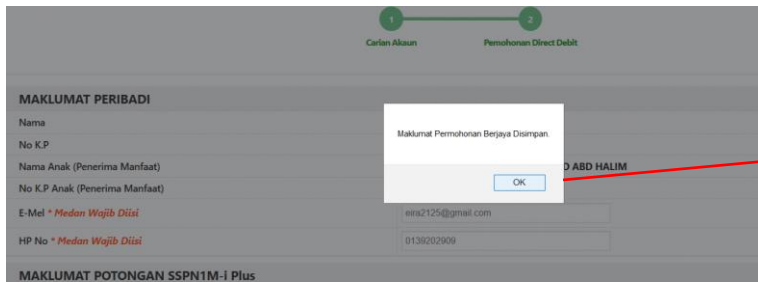 1 2
Carian Akaun Pemohonan Direct Debit
MAKLUMAT PERIBADI
Nama
Maklumat Permohonan Berjaya Disimpan.
No K.P
Nama Anak (Penerima Manfaat) O ABD HALIM
OK
No K.P Anak (Penerima Manfaat)
E-Mel * Medan Wajib Diisi eira2125@gmail.com
HP No * Medan Wajib Diisi 0139202909
MAKLUMAT POTONGAN SSPN1M-i Plus